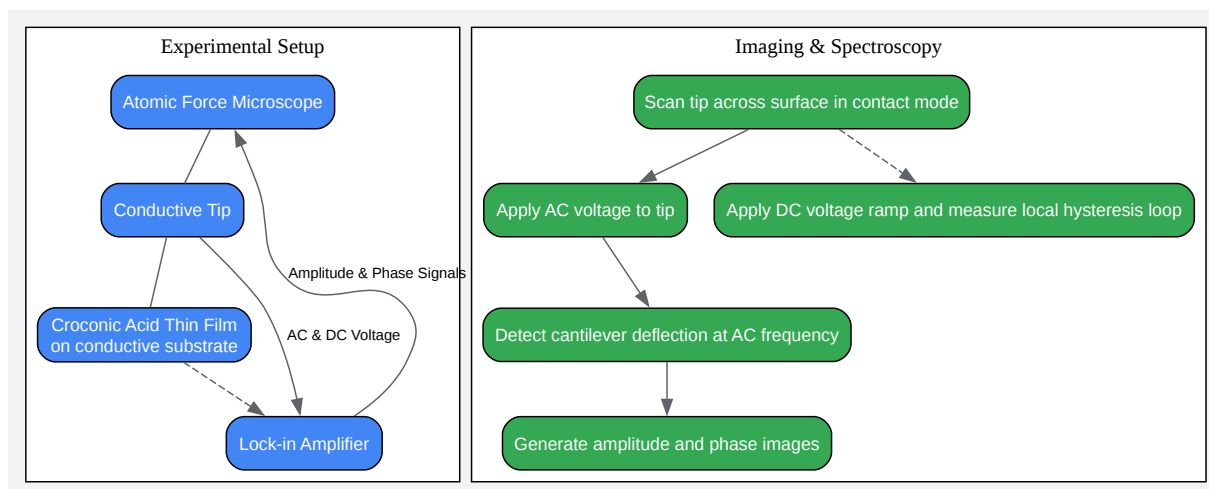 Experimental Setup
Atomic Force Microscope
Conductive Tip
Amplitude & Phase Signals
Croconic Acid Thin Film
on conductive substrate
AC & DC Voltage
Lock-in Amplifier
Imaging & Spectroscopy
Scan tip across surface in contact mode
Apply AC voltage to tip
Apply DC voltage ramp and measure local hysteresis loop
Detect cantilever deflection at AC frequency
Generate amplitude and phase images